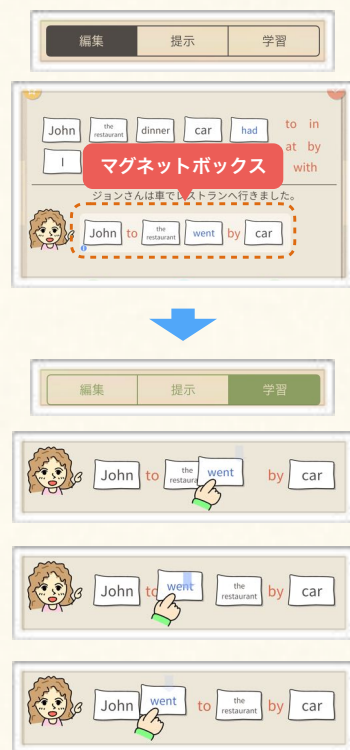 編集 提示 学習
John the restaurant dinner car had to in
I at by
マグネットボックス with
ジョンさんは車でレストランへ行きました。
John to the restaurant went by car
編集 提示 学習
John to the restaura went by car
John to went the restaurant by car
John went to the restaurant by car